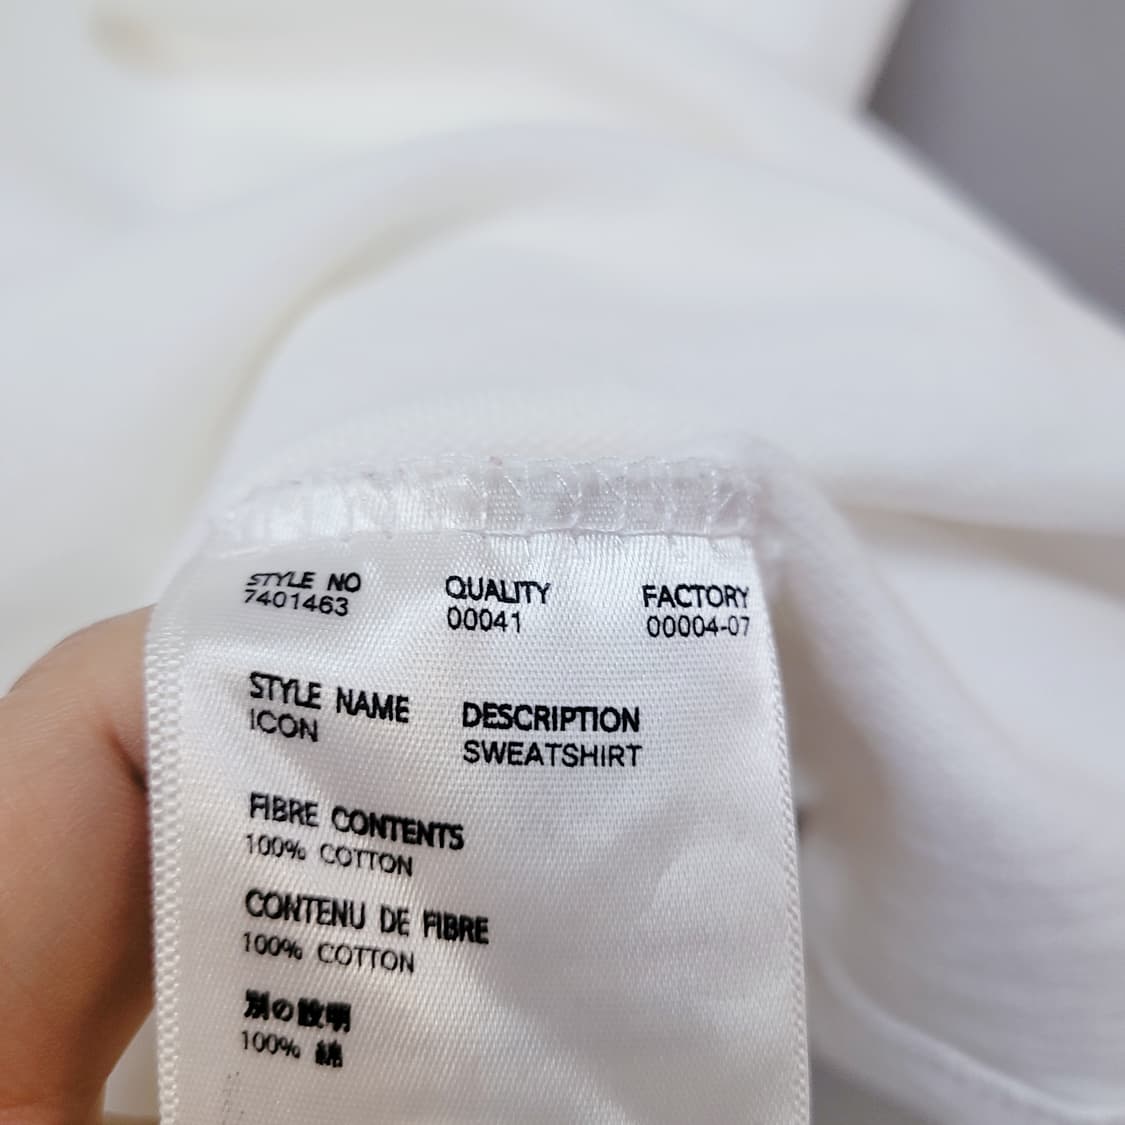 STYLE NO QUALITY FACTORY
7401463 00041 00004-07
STYLE NAME DESCRIPTION
ICON SWEATSHIRT
FIBRE CONTENTS
100% COTTON
CONTENU DE FIBRE
100% COTTON
別の説明
100% 綿